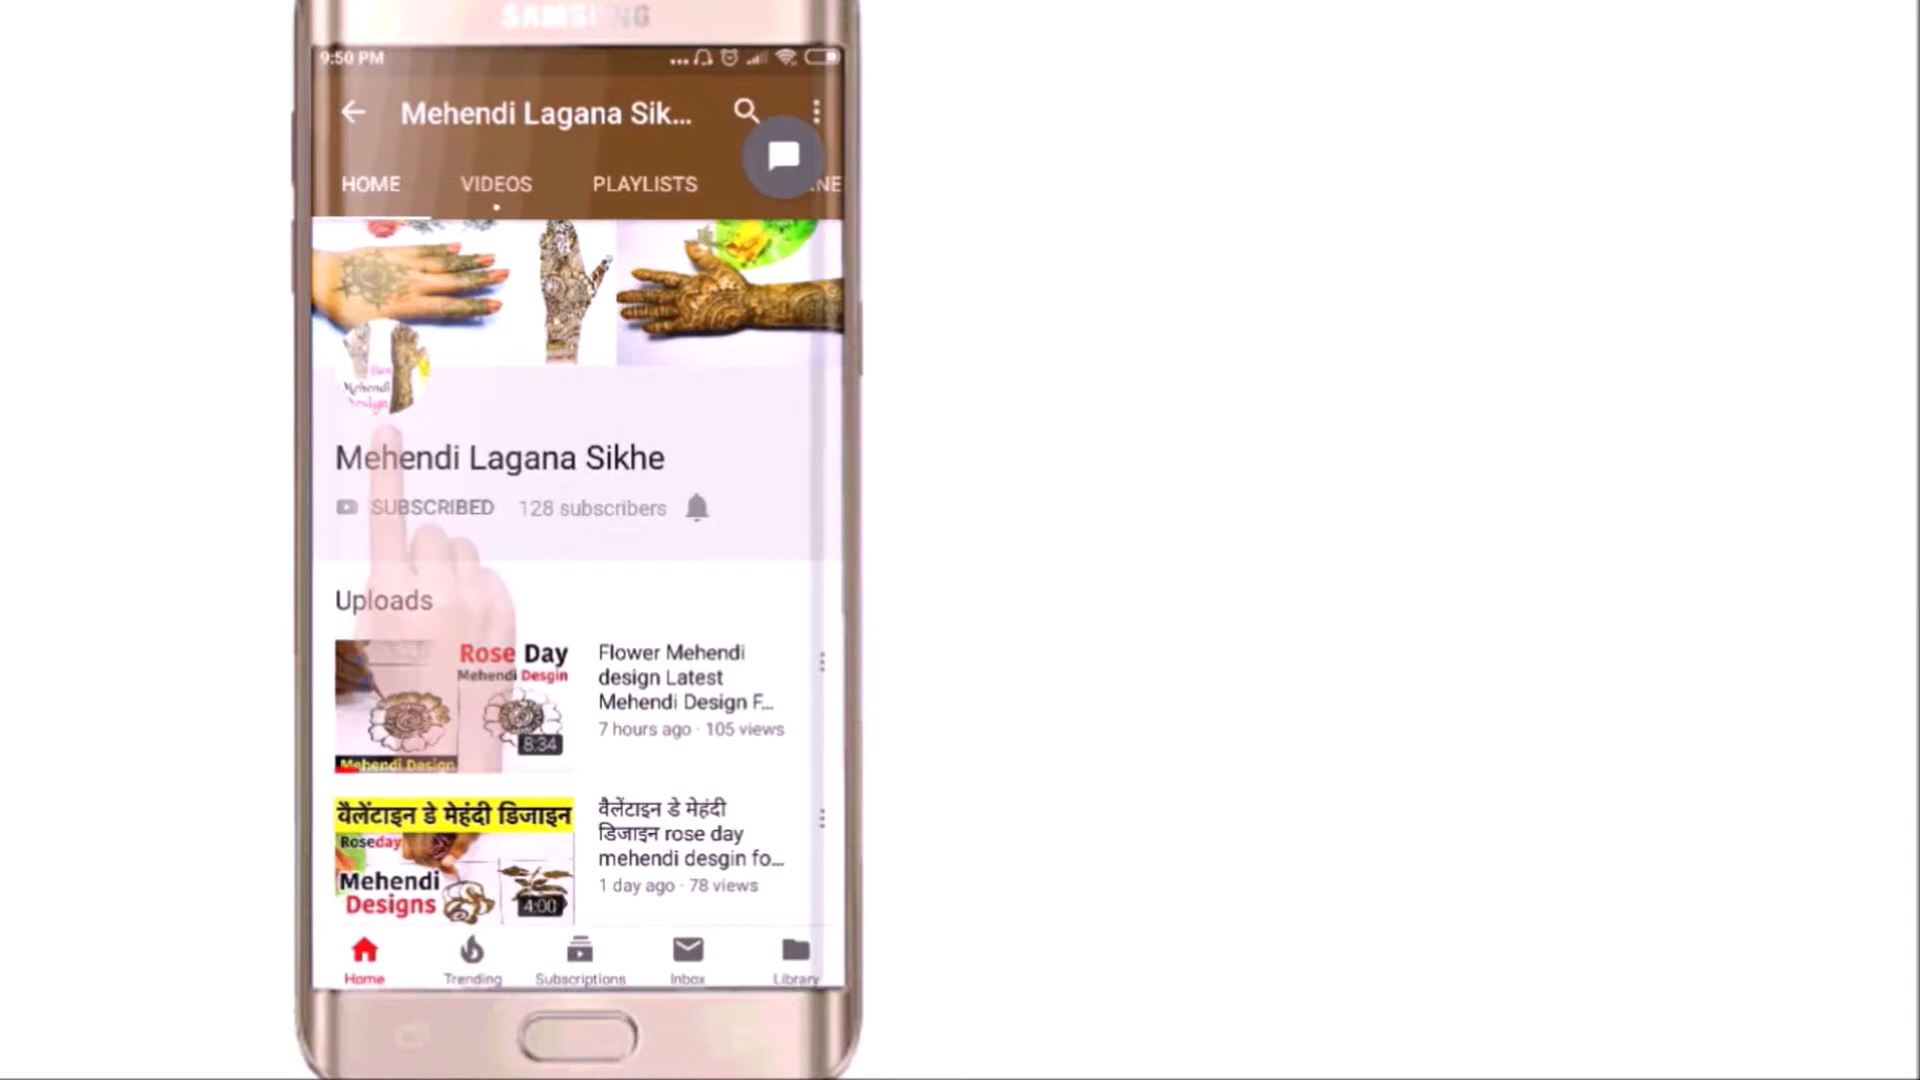 SAMSUNG
9:50 PM
Mehendi Lagana Sik...
HOME VIDEOS PLAYLISTS
Mehendi
Design
Mehendi Lagana Sikhe
SUBSCRIBED 128 subscribers
Uploads
Rose Day
Mehendi Desgin
8:34
Mehendi Design
Flower Mehendi
design Latest
Mehendi Design F...
7 hours ago · 105 views
वैलेंटाइन डे मेहंदी डिजाइन
Roseday
Mehendi
Designs
4:00
वैलेंटाइन डे मेहंदी
डिजाइन rose day
mehendi desgin fo...
1 day ago · 78 views
Home Trending Subscriptions Inbox Library